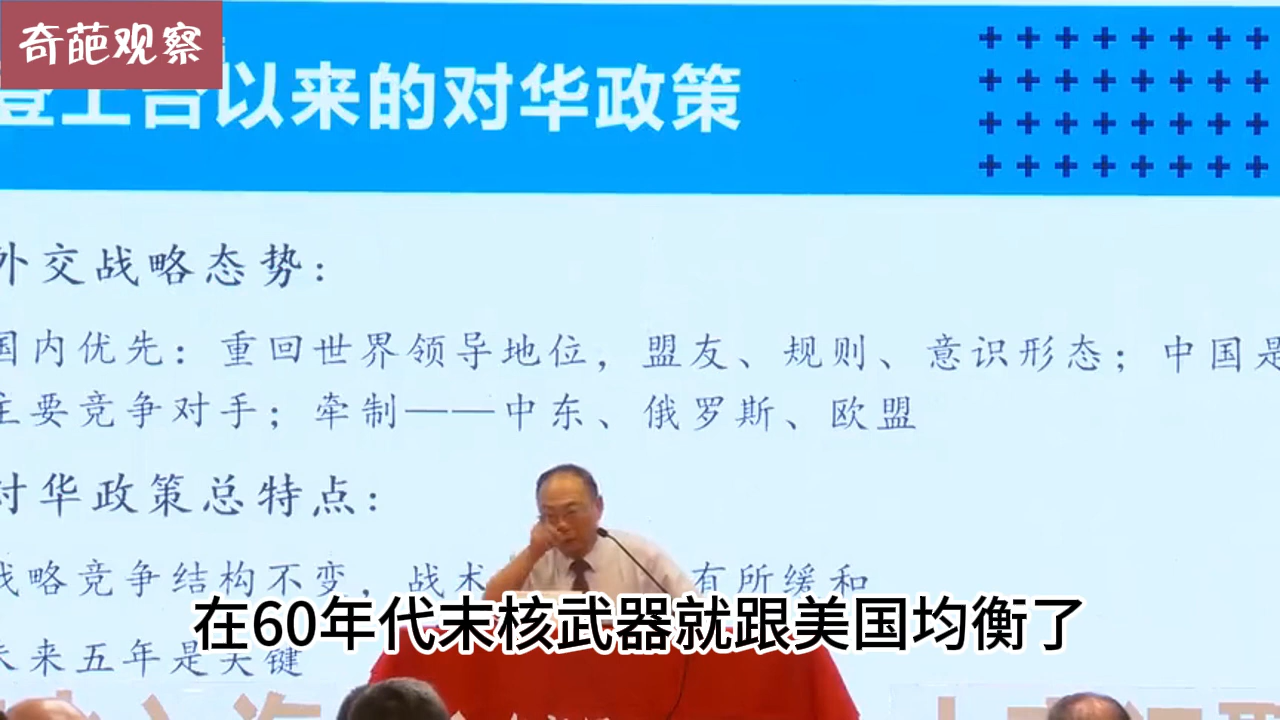 奇葩观察
登上台以来的对华政策
外交战略态势：
国内优先：重回世界领导地位，盟友、规则、意识形态；中国是
主要竞争对手；牵制——中东、俄罗斯、欧盟
对华政策总特点：
战略竞争结构不变，战术 有所缓和
在60年代末核武器就跟美国均衡了
未来五年是关键